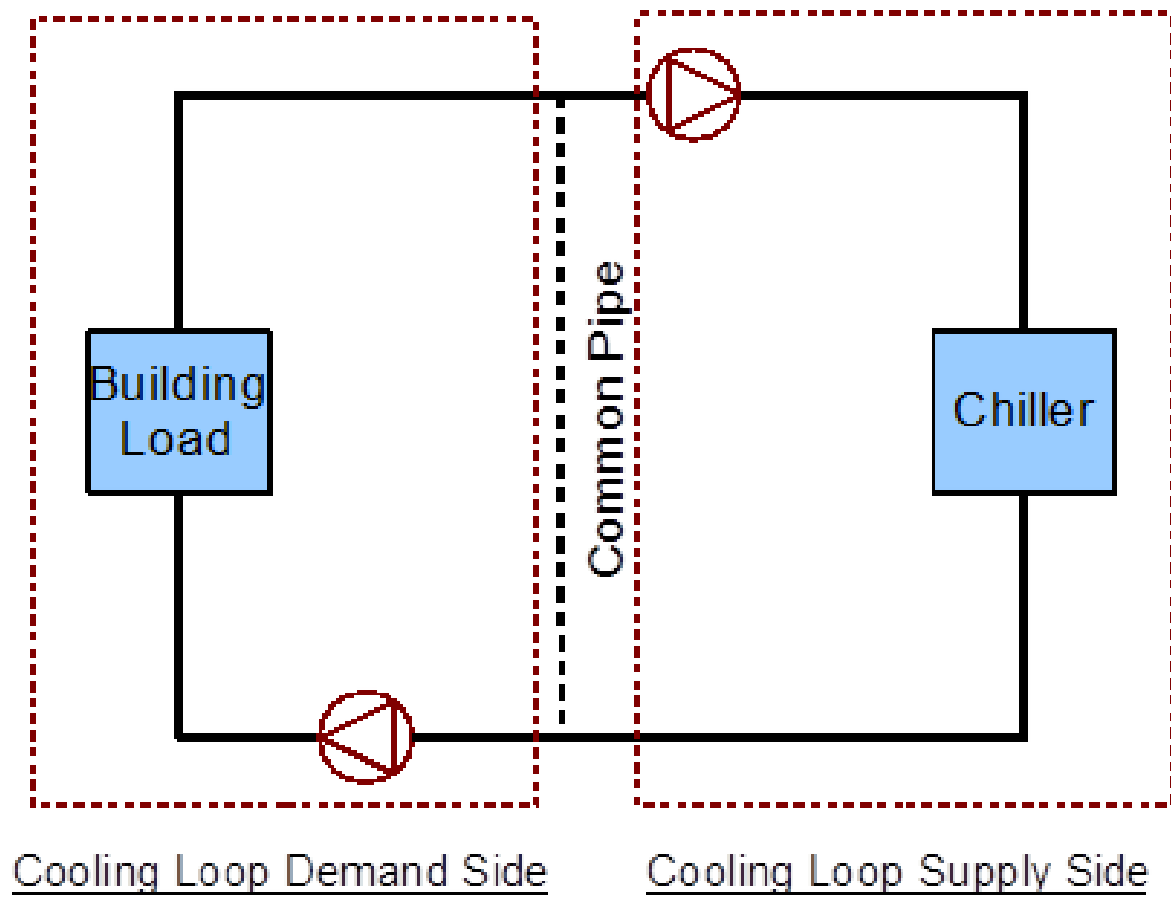 Building
Load
Common Pipe
Chiller
Cooling Loop Demand Side
Cooling Loop Supply Side